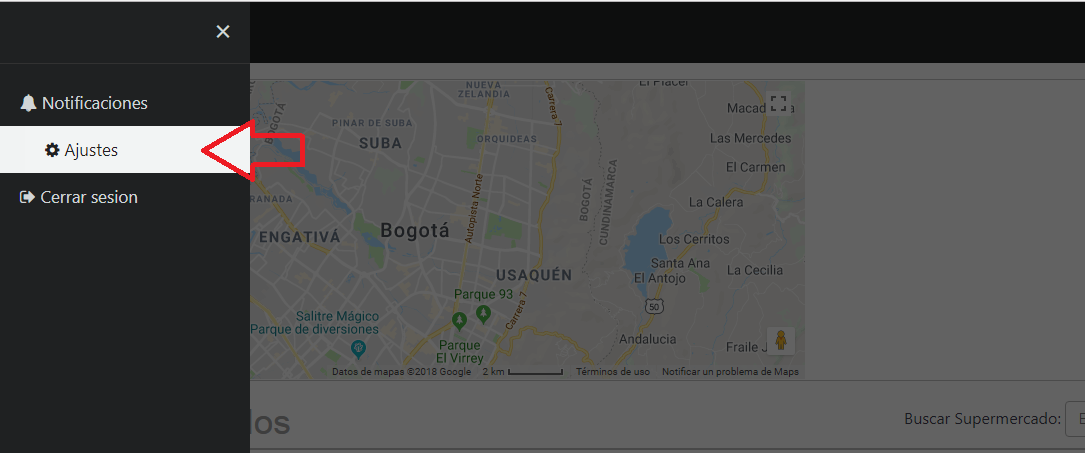 ×
Notificaciones
Ajustes
Cerrar sesion
NUEVA
ZELANDIA
El Placer
Carrera 7
BOGOTÁ
PINAR DE SUBA
SUBA
ORQUIDEAS
Las Mercedes
El Carmen
La Calera
Autopista Norte
BOGOTÁ
CUNDINAMARCA
ENGATIVÁ
Bogotá
Los Cerritos
Santa Ana
El Antojo
La Cecilia
USAQUÉN
Parque 93
Carrera 7
50
Salitre Mágico
Parque de diversiones
Parque
El Virrey
Andalucia
Fraile
Datos de mapas ©2018 Google
2 km
Términos de uso
Notificar un problema de Maps
Buscar Supermercado: